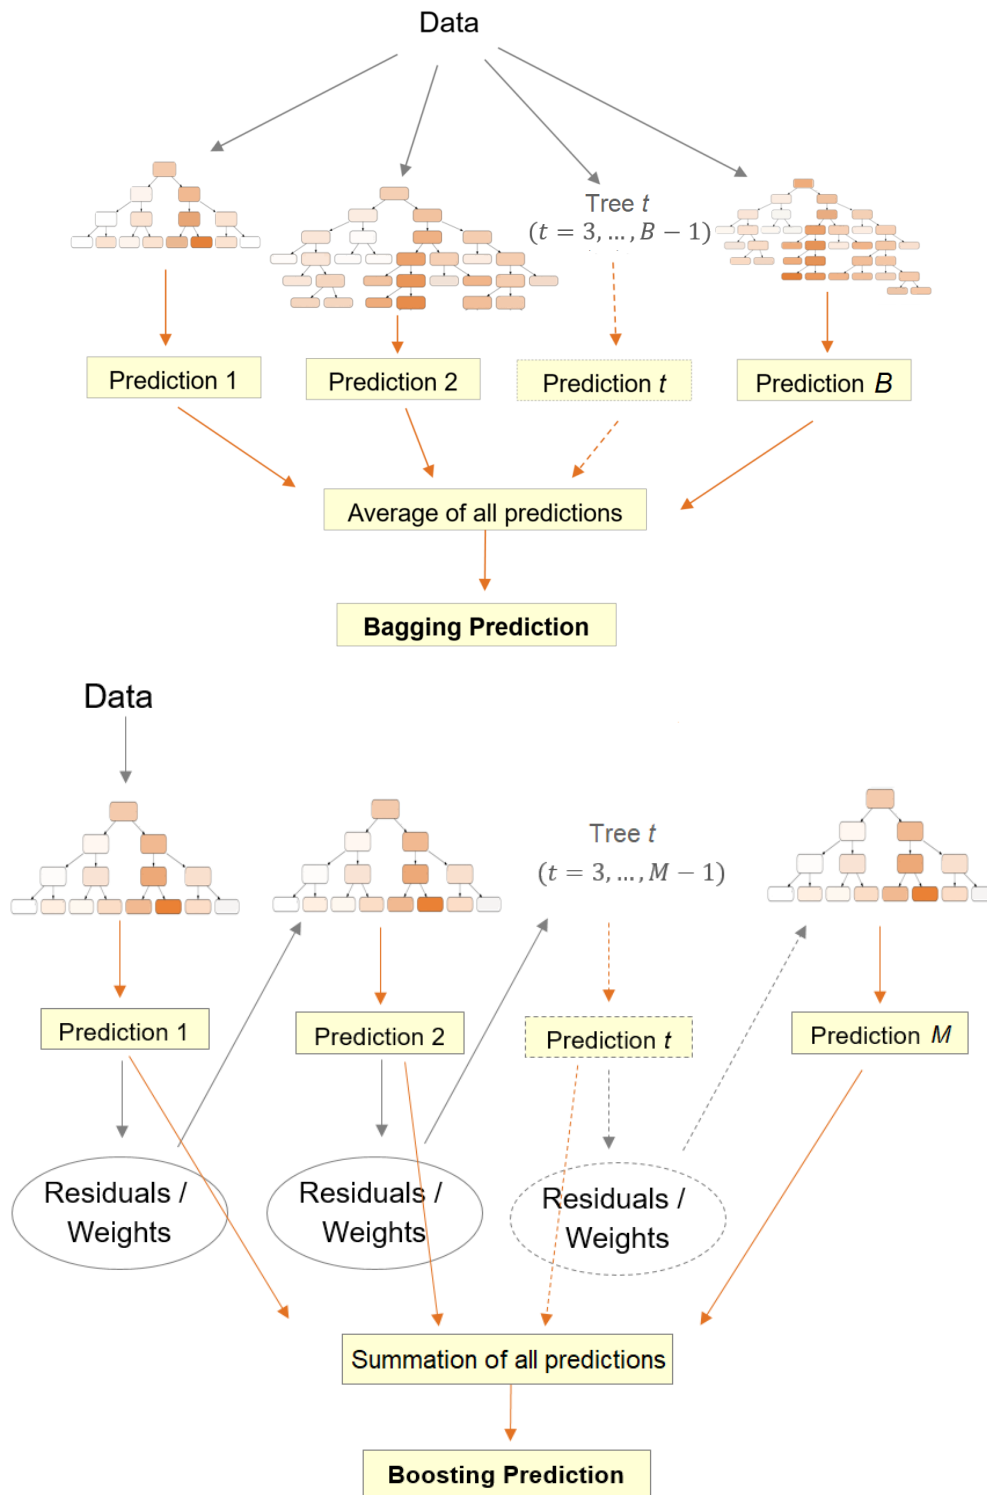 Data
Tree t
(t = 3, ..., B − 1)
Prediction 1
Prediction 2
Prediction t
Prediction B
Average of all predictions
Bagging Prediction
Data
Tree t
(t = 3, ..., M − 1)
Prediction 1
Prediction 2
Prediction t
Prediction M
Residuals /
Weights
Residuals /
Weights
Residuals /
Weights
Summation of all predictions
Boosting Prediction